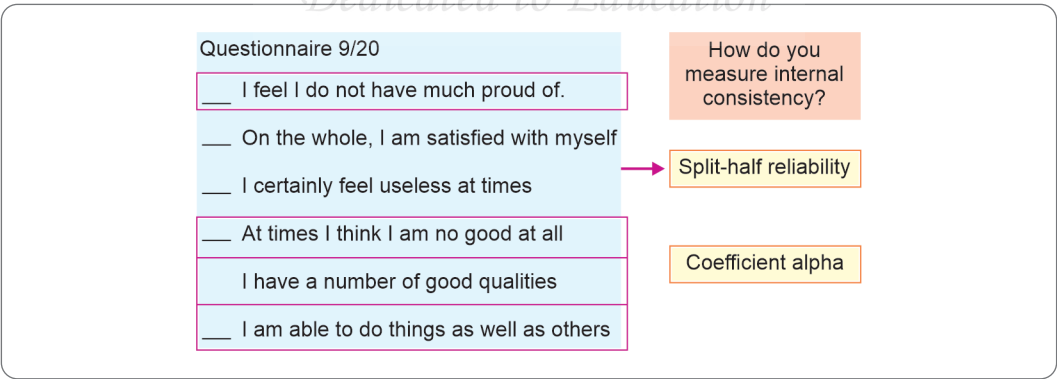 Dedicated to Education
Questionnaire 9/20
___ I feel I do not have much proud of.
___ On the whole, I am satisfied with myself
___ I certainly feel useless at times
___ At times I think I am no good at all
I have a number of good qualities
___ I am able to do things as well as others
How do you
measure internal
consistency?
Split-half reliability
Coefficient alpha